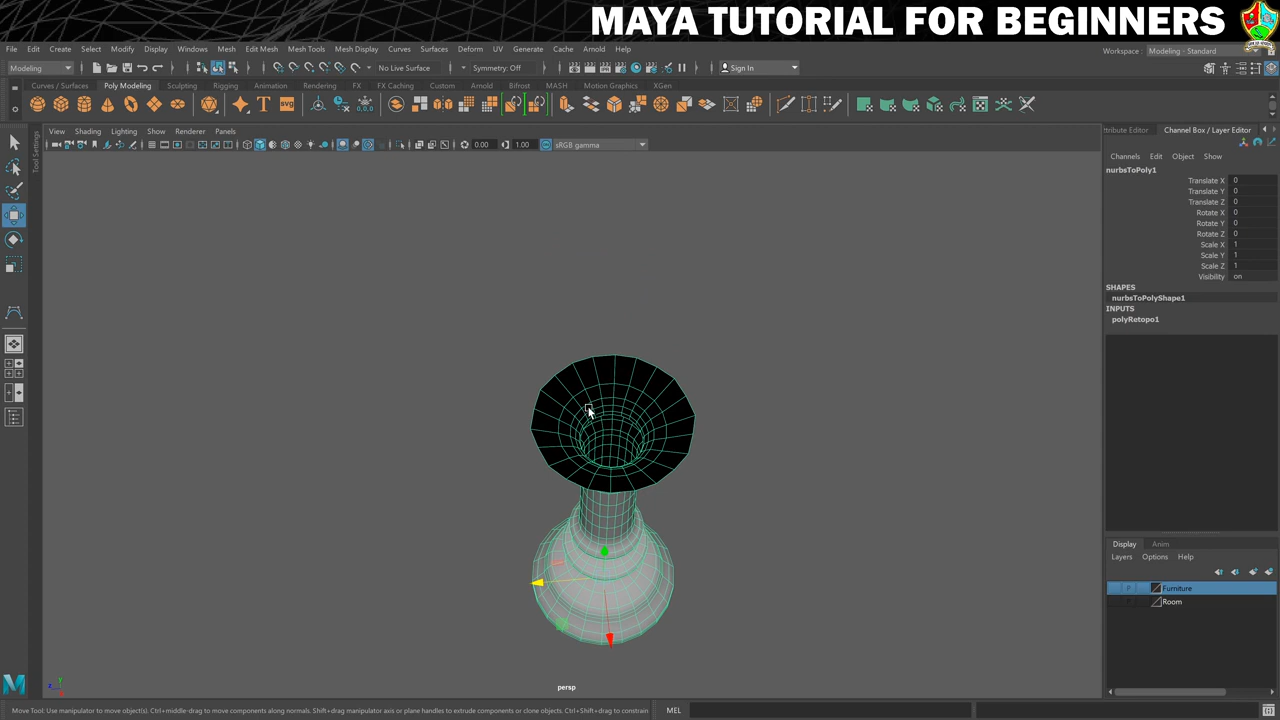 MAYA TUTORIAL FOR BEGINNERS
File Edit Create Select Modify Display Windows Mesh Edit Mesh Mesh Tools Mesh Display Curves Surfaces Deform UV Generate Cache Arnold Help
Workspace : Modeling - Standard
Modeling No Live Surface Symmetry: Off Sign In
Curves / Surfaces Poly Modeling Sculpting Rigging Animation Rendering FX FX Caching Custom Arnold Bifrost MASH Motion Graphics XGen
View Shading Lighting Show Renderer Panels
0.00 1.00 sRGB gamma
Tool Settings
tribute Editor Channel Box / Layer Editor
Channels Edit Object Show
nurbsToPoly1
Translate X 0
Translate Y 0
Translate Z 0
Rotate X 0
Rotate Y 0
Rotate Z 0
Scale X 1
Scale Y 1
Scale Z 1
Visibility on
SHAPES
nurbsToPolyShape1
INPUTS
polyRetopo1
Display Anim
Layers Options Help
P Furniture
Room
persp
Move Tool: Use manipulator to move object(s). Ctrl+middle-drag to move components along normals. Shift+drag manipulator axis or plane handles to extrude components or clone objects. Ctrl+Shift+drag to constrain
MEL